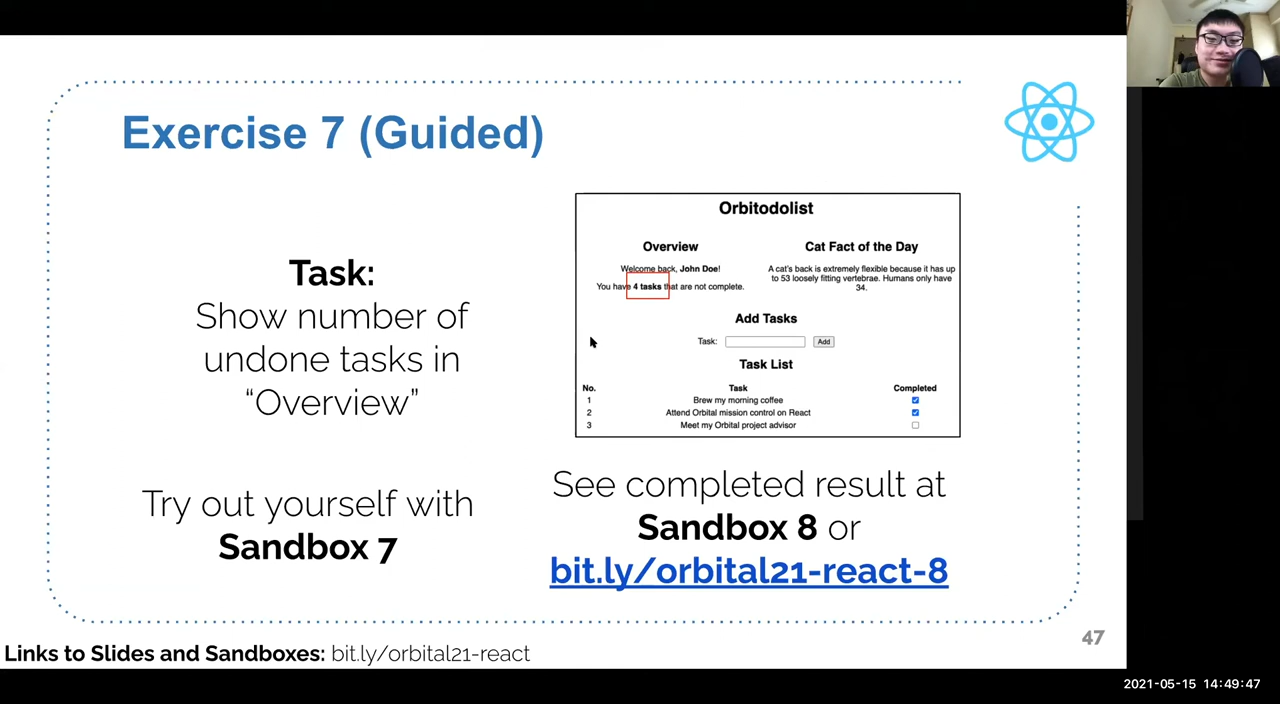 Exercise 7 (Guided)
Task:
Show number of
undone tasks in
“Overview”
Try out yourself with
Sandbox 7
Orbitodolist
Overview
Welcome back, John Doe!
You have 4 tasks that are not complete.
Cat Fact of the Day
A cat's back is extremely flexible because it has up
to 53 loosely fitting vertebrae. Humans only have
34.
Add Tasks
Task: Add
Task List
No. Task Completed
1 Brew my morning coffee
2 Attend Orbital mission control on React
3 Meet my Orbital project advisor
See completed result at
Sandbox 8 or
bit.ly/orbital21-react-8
47
Links to Slides and Sandboxes: bit.ly/orbital21-react
2021-05-15 14:49:47